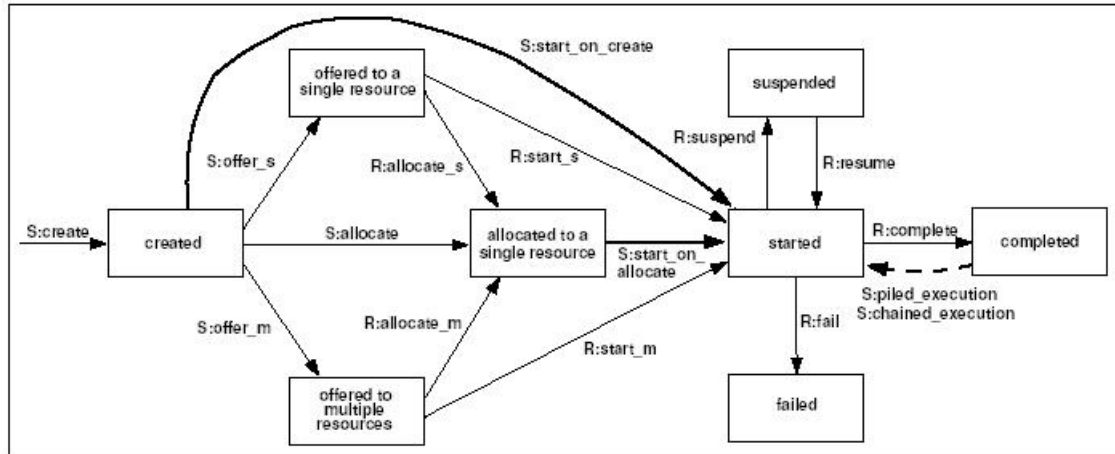 S:start_on_create
offered to a
single resource
suspended
R:suspend
R:resume
S:offer_s
R:allocate_s
R:start_s
S:create
created
S:allocate
allocated to a
single resource
S:start_on_
allocate
started
R:complete
completed
S:piled_execution
S:chained_execution
S:offer_m
R:allocate_m
R:start_m
R:fail
offered to
multiple
resources
failed